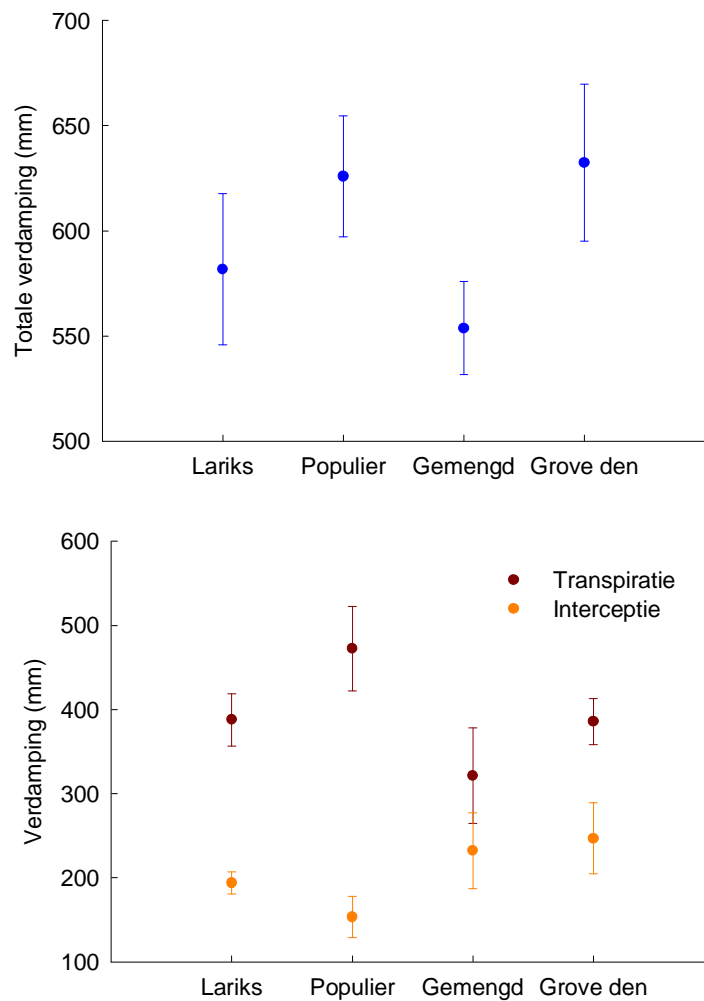 700
650
600
550
500
Totale verdamping (mm)
Lariks Populier Gemengd Grove den
600
500
400
300
200
100
Verdamping (mm)
Transpiratie
Interceptie
Lariks Populier Gemengd Grove den